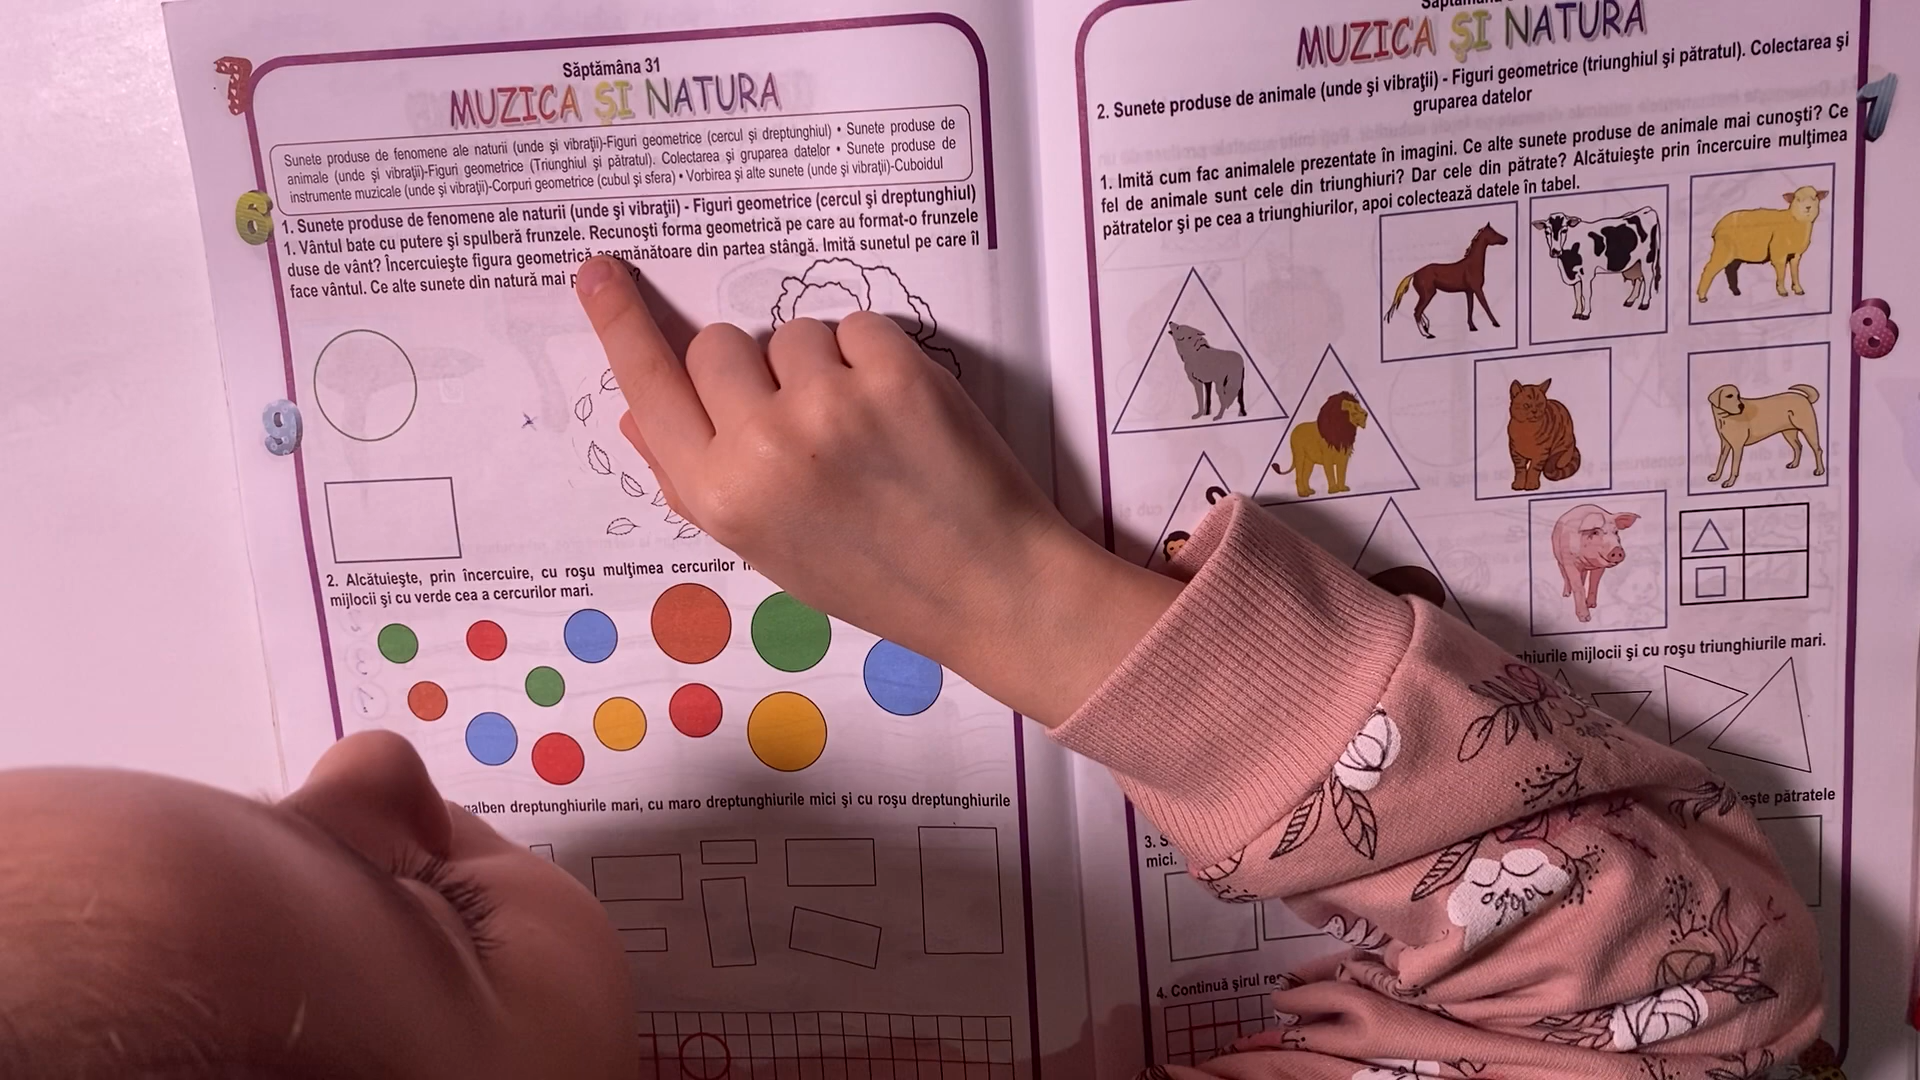 7
Săptămâna 31
MUZICA ŞI NATURA
Sunete produse de fenomene ale naturii (unde şi vibraţii)-Figuri geometrice (cercul şi dreptunghiul) • Sunete produse de
animale (unde şi vibraţii)-Figuri geometrice (Triunghiul şi pătratul). Colectarea şi gruparea datelor • Sunete produse de
instrumente muzicale (unde şi vibraţii)-Corpuri geometrice (cubul şi sfera) • Vorbirea şi alte sunete (unde şi vibraţii)-Cuboidul
6
1. Sunete produse de fenomene ale naturii (unde şi vibraţii) - Figuri geometrice (cercul şi dreptunghiul)
1. Vântul bate cu putere şi spulberă frunzele. Recunoşti forma geometrică pe care au format-o frunzele
duse de vânt? Încercuieşte figura geometrică asemănătoare din partea stângă. Imită sunetul pe care îl
face vântul. Ce alte sunete din natură mai
9
2. Alcătuieşte, prin încercuire, cu roşu mulţimea cercurilor
mijlocii şi cu verde cea a cercurilor mari.
galben dreptunghiurile mari, cu maro dreptunghiurile mici şi cu roşu dreptunghiurile
MUZICA ŞI NATURA
2. Sunete produse de animale (unde şi vibraţii) - Figuri geometrice (triunghiul şi pătratul). Colectarea şi
gruparea datelor
7
1. Imită cum fac animalele prezentate în imagini. Ce alte sunete produse de animale mai cunoşti? Ce
fel de animale sunt cele din triunghiuri? Dar cele din pătrate? Alcătuieşte prin încercuire mulţimea
pătratelor şi pe cea a triunghiurilor, apoi colectează datele în tabel.
8
mijlocii şi cu roşu triunghiurile mari.
3.
pătratele
mici.
4. Continuă şirul